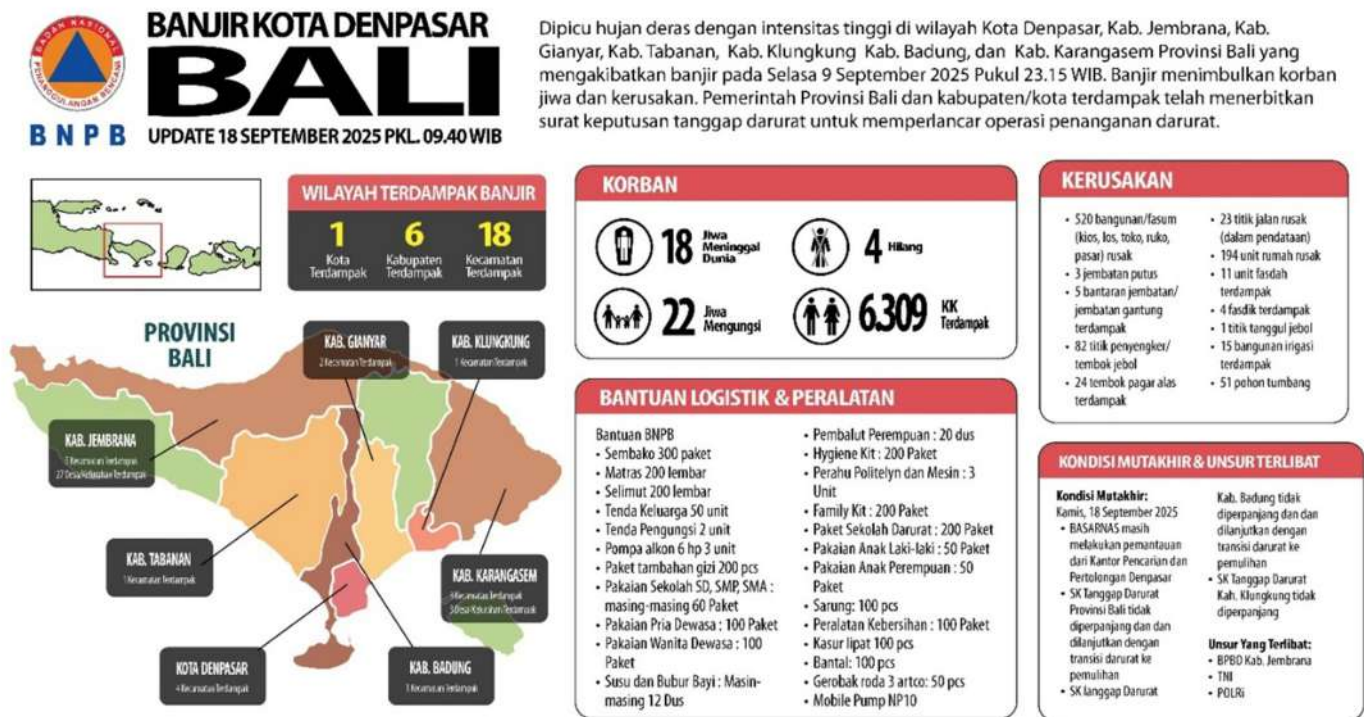 BADAN NASIONAL
PENANGGULANGAN BENCANA
BNPB
BANJIR KOTA DENPASAR
BALI
UPDATE 18 SEPTEMBER 2025 PKL. 09.40 WIB
Dipicu hujan deras dengan intensitas tinggi di wilayah Kota Denpasar, Kab. Jembrana, Kab.
Gianyar, Kab. Tabanan, Kab. Klungkung Kab. Badung, dan Kab. Karangasem Provinsi Bali yang
mengakibatkan banjir pada Selasa 9 September 2025 Pukul 23.15 WIB. Banjir menimbulkan korban
jiwa dan kerusakan. Pemerintah Provinsi Bali dan kabupaten/kota terdampak telah menerbitkan
surat keputusan tanggap darurat untuk memperlancar operasi penanganan darurat.
WILAYAH TERDAMPAK BANJIR
1
Kota
Terdampak
6
Kabupaten
Terdampak
18
Kecamatan
Terdampak
PROVINSI
BALI
KAB. GIANYAR
2 Kecamatan Terdampak
KAB. KLUNGKUNG
1 Kecamatan Terdampak
KAB. JEMBRANA
Kecamatan Terdampak
27 Desa/Kelurahan Terdampak
KAB. TABANAN
1 Kecamatan Terdampak
KAB. KARANGASEM
Kecamatan Terdampak
Desa/Kelurahan Terdampak
KOTA DENPASAR
4 Kecamatan Terdampak
KAB. BADUNG
Kecamatan Terdampak
KORBAN
18 Jiwa
Meninggal
Dunia
4 Hilang
22 Jiwa
Mengungsi
6.309 KK
Terdampak
BANTUAN LOGISTIK & PERALATAN
Bantuan BNPB
• Sembako 300 paket
• Matras 200 lembar
• Selimut 200 lembar
• Tenda Keluarga 50 unit
• Tenda Pengungsi 2 unit
• Pompa alkon 6 hp 3 unit
• Paket tambahan gizi 200 pcs
• Pakaian Sekolah SD, SMP, SMA :
masing-masing 60 Paket
• Pakaian Pria Dewasa : 100 Paket
• Pakaian Wanita Dewasa : 100
Paket
• Susu dan Bubur Bayi : Masin-
masing 12 Dus
• Pembalut Perempuan : 20 dus
• Hygiene Kit : 200 Paket
• Perahu Politelyn dan Mesin : 3
Unit
• Family Kit : 200 Paket
• Paket Sekolah Darurat : 200 Paket
• Pakaian Anak Laki-laki : 50 Paket
• Pakaian Anak Perempuan : 50
Paket
• Sarung: 100 pcs
• Peralatan Kebersihan : 100 Paket
• Kasur lipat 100 pcs
• Bantal: 100 pcs
• Gerobak roda 3 artco: 50 pcs
• Mobile Pump NP10
KERUSAKAN
• 520 bangunan/fasum
(kios, los, toko, ruko,
pasar) rusak
• 3 jembatan putus
• 5 bantaran jembatan/
jembatan gantung
terdampak
• 82 titik penyengker/
tembok jebol
• 24 tembok pagar alas
terdampak
• 23 titik jalan rusak
(dalam pendataan)
• 194 unit rumah rusak
• 11 unit fasdah
terdampak
• 4 fasdik terdampak
• 1 titik tanggul jebol
• 15 bangunan irigasi
terdampak
• 51 pohon tumbang
KONDISI MUTAKHIR & UNSUR TERLIBAT
Kondisi Mutakhir:
Kamis, 18 September 2025
• BASARNAS masih
melakukan pemantauan
dari Kantor Pencarian dan
Pertolongan Denpasar
• SK Tanggap Darurat
Provinsi Bali tidak
diperpanjang dan dan
dilanjutkan dengan
transisi darurat ke
pemulihan
• SK Tanggap Darurat
Kab. Badung tidak
diperpanjang dan dan
dilanjutkan dengan
transisi darurat ke
pemulihan
• SK Tanggap Darurat
Kab. Klungkung tidak
diperpanjang
Unsur Yang Terlibat:
• BPBD Kab. Jembrana
• TNI
• POLRi